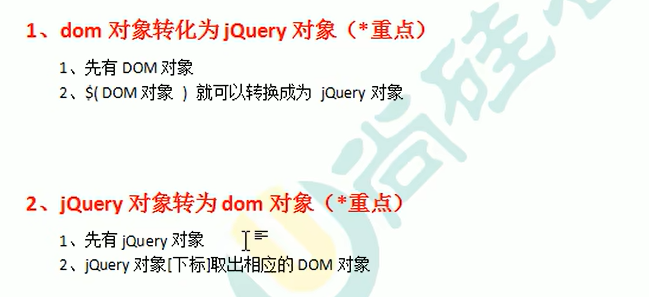 1、dom 对象转化为 jQuery 对象（*重点）
1、先有 DOM 对象
2、$( DOM 对象 ) 就可以转换成为 jQuery 对象
2、jQuery 对象转为 dom 对象（*重点）
1、先有 jQuery 对象
2、jQuery 对象[下标]取出相应的 DOM 对象
尚硅